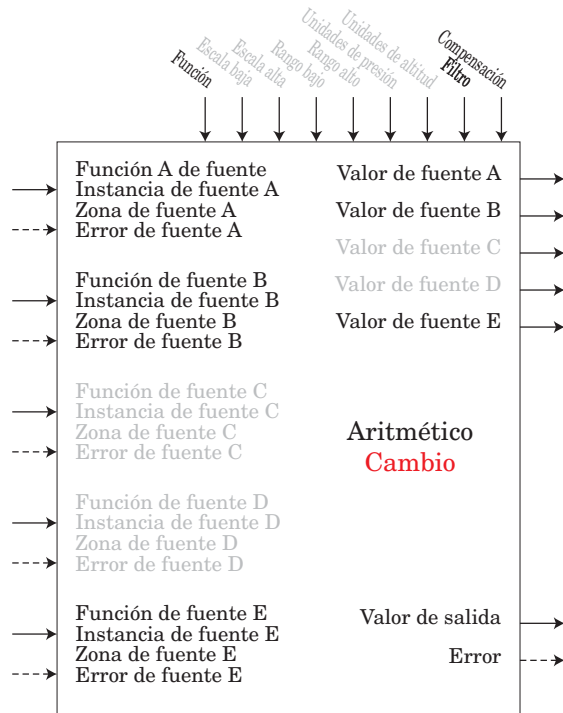 Función
Escala baja
Escala alta
Rango bajo
Rango alto
Unidades de presión
Unidades de altitud
Filtro
Compensación
Función A de fuente
Instancia de fuente A
Zona de fuente A
Error de fuente A
Función de fuente B
Instancia de fuente B
Zona de fuente B
Error de fuente B
Función de fuente C
Instancia de fuente C
Zona de fuente C
Error de fuente C
Función de fuente D
Instancia de fuente D
Zona de fuente D
Error de fuente D
Función de fuente E
Instancia de fuente E
Zona de fuente E
Error de fuente E
Valor de fuente A
Valor de fuente B
Valor de fuente C
Valor de fuente D
Valor de fuente E
Aritmético
Cambio
Valor de salida
Error